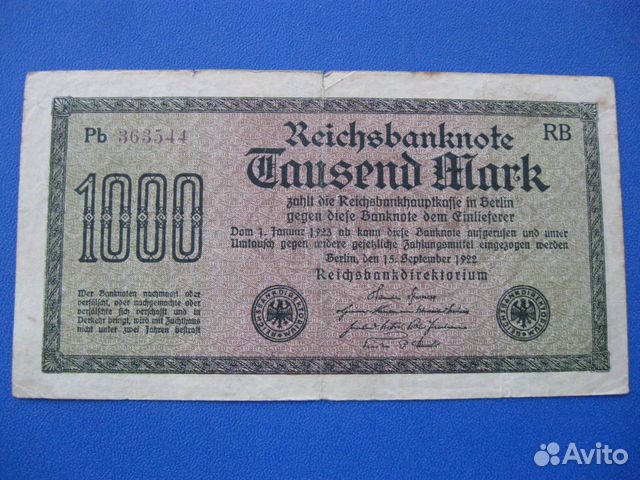 Pb 363544
Reichsbanknote
RB
Tausend Mark
1000
zahlt die Reichsbankhauptkasse in Berlin
gegen diese Banknote dem Einlieferer
Vom 1. Januar 1923 ab kann diese Banknote aufgerufen und unter
Umtausch gegen andere gesetzliche Zahlungsmittel eingezogen werden
Berlin, den 15. September 1922
Reichsbankdirektorium
Wer Banknoten nachmacht oder
verfälscht, oder nachgemachte oder
verfälschte sich verschafft und in
Verkehr bringt, wird mit Zuchthaus
nicht unter zwei Jahren bestraft
REICHSBANKDIREKTORIUM
REICHSBANKDIREKTORIUM
Avito